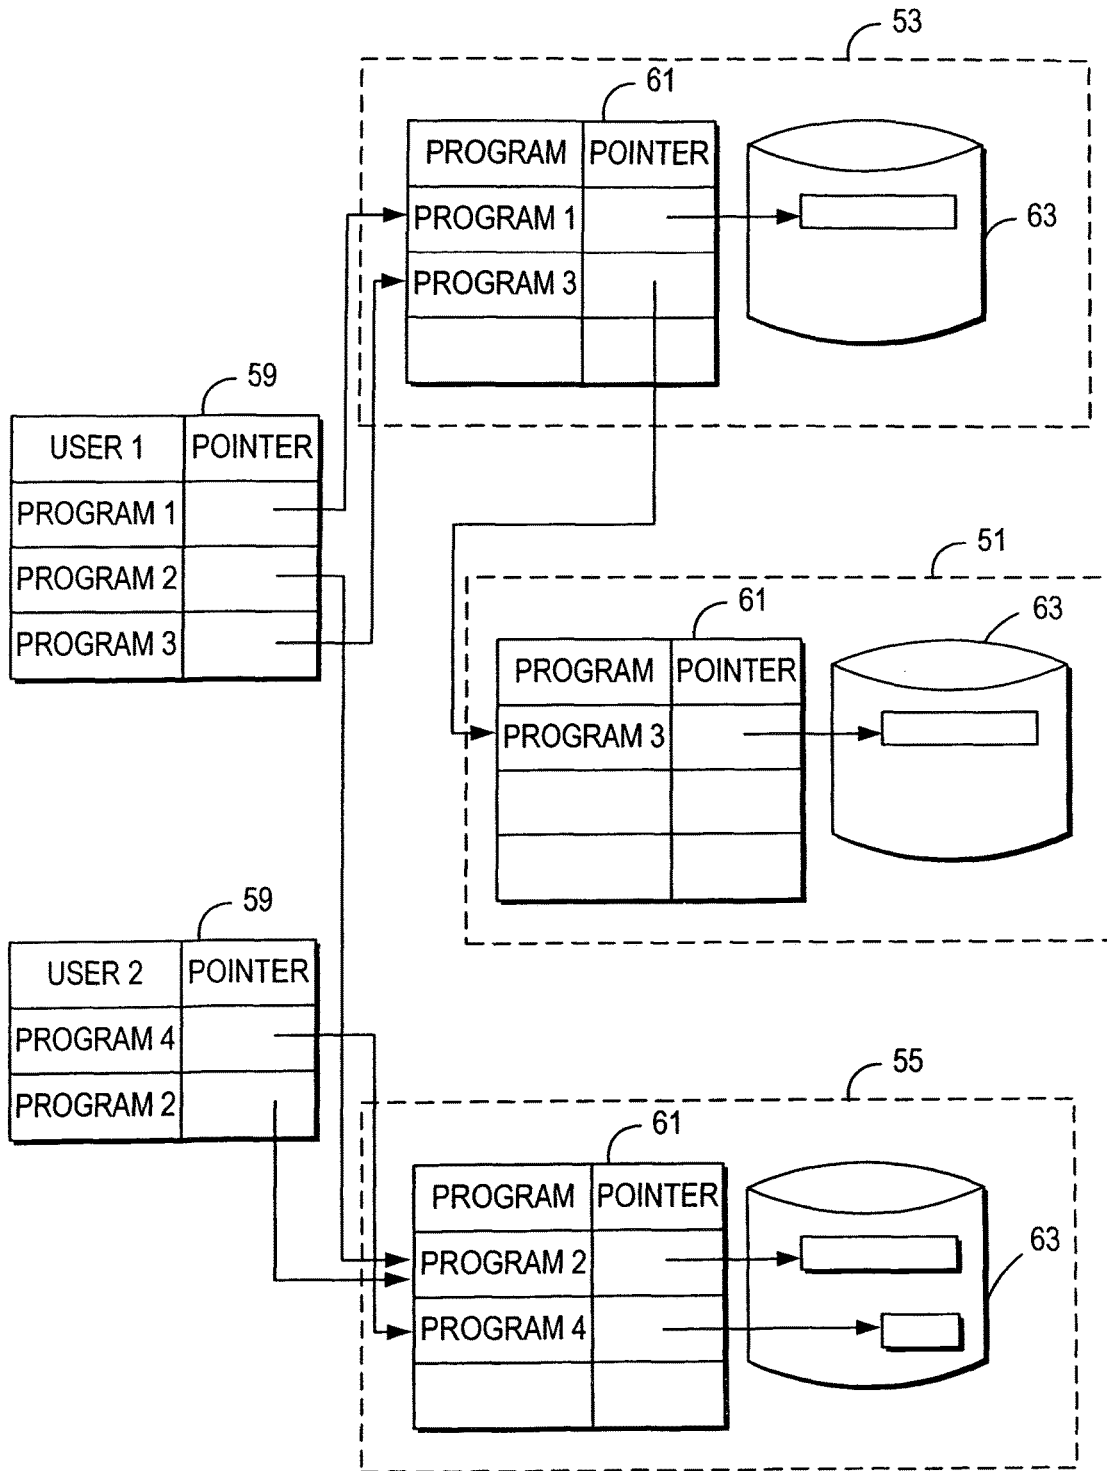 53
61
PROGRAM POINTER
PROGRAM 1
63
PROGRAM 3
59
USER 1 POINTER
PROGRAM 1
PROGRAM 2
PROGRAM 3
51
61
63
PROGRAM POINTER
PROGRAM 3
59
USER 2 POINTER
PROGRAM 4
PROGRAM 2
55
61
PROGRAM POINTER
63
PROGRAM 2
PROGRAM 4